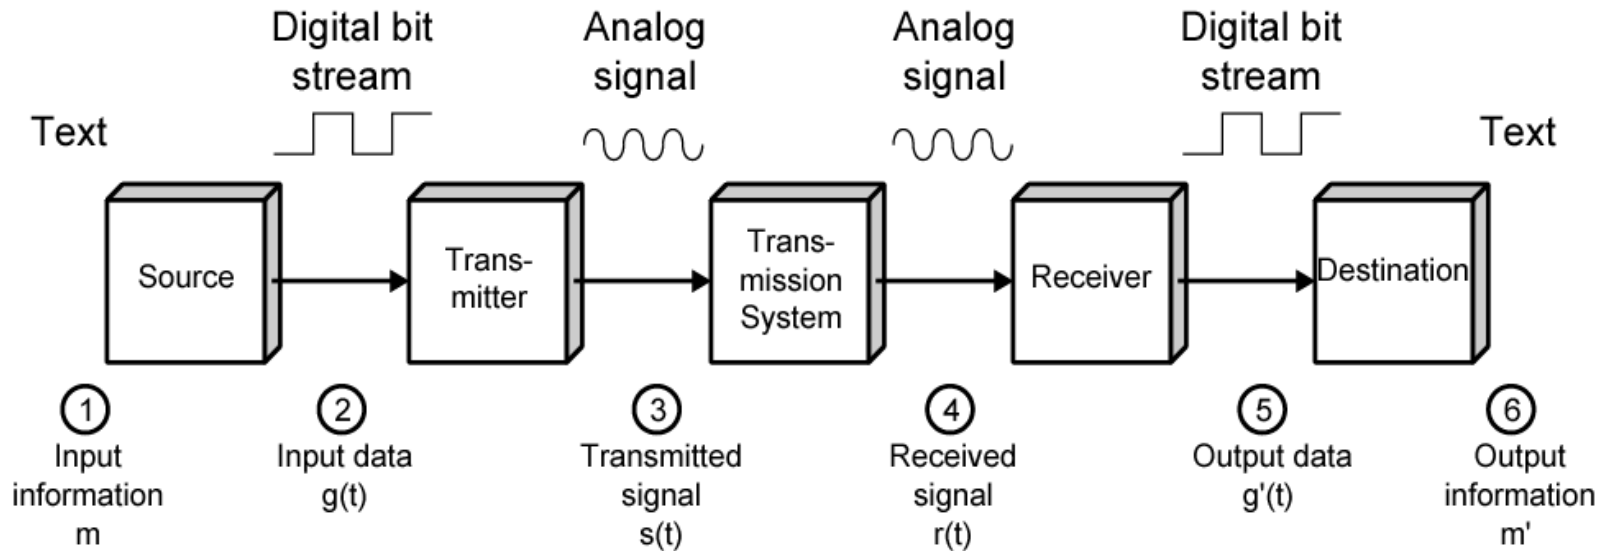 Digital bit
stream
Analog
signal
Analog
signal
Digital bit
stream
Text
Text
Source
Trans-
mitter
Trans-
mission
System
Receiver
Destination
1
Input
information
m
2
Input data
g(t)
3
Transmitted
signal
s(t)
4
Received
signal
r(t)
5
Output data
g'(t)
6
Output
information
m'